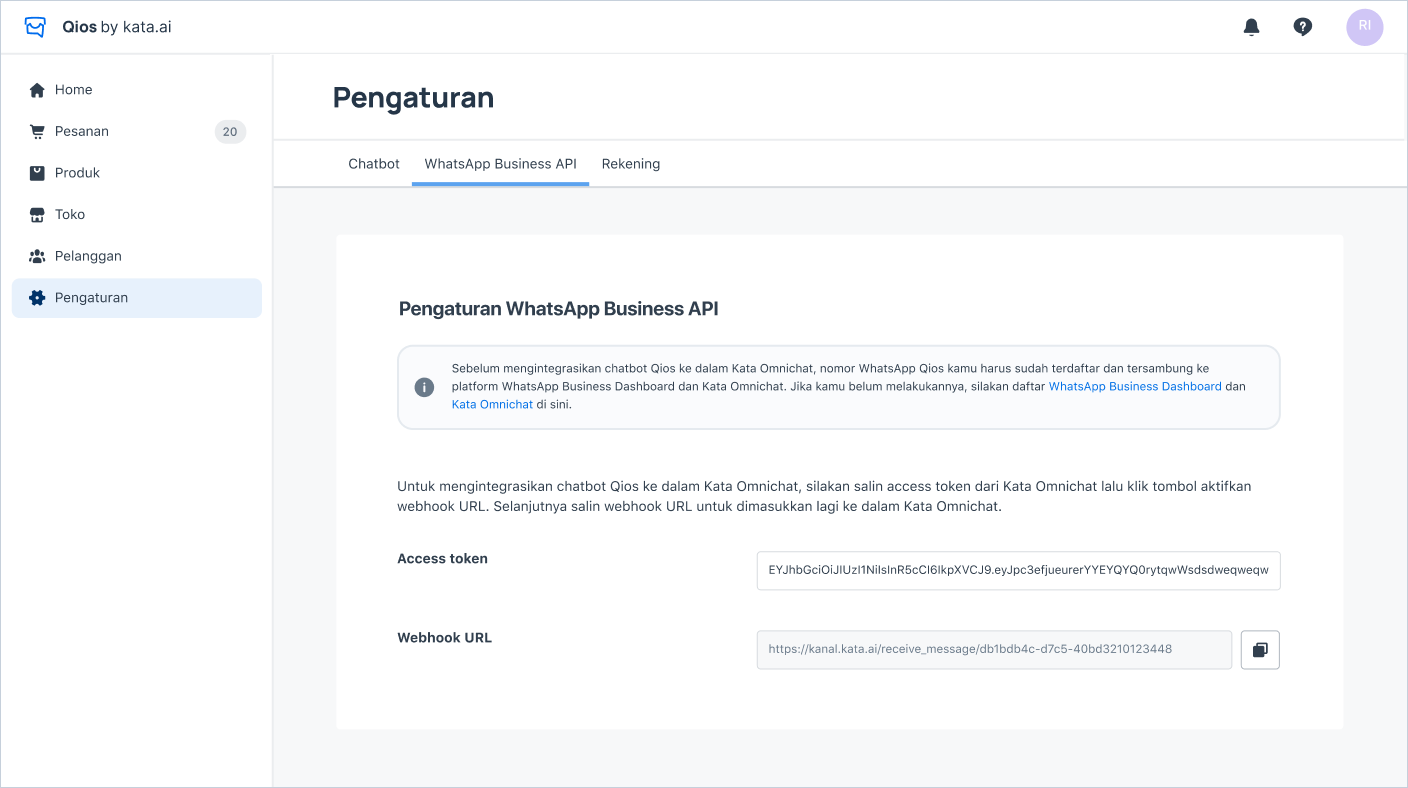 Qios by kata.ai
RI
Home
Pesanan
20
Produk
Toko
Pelanggan
Pengaturan
Pengaturan
Chatbot
WhatsApp Business API
Rekening
Pengaturan WhatsApp Business API
Sebelum mengintegrasikan chatbot Qios ke dalam Kata Omnichat, nomor WhatsApp Qios kamu harus sudah terdaftar dan tersambung ke
platform WhatsApp Business Dashboard dan Kata Omnichat. Jika kamu belum melakukannya, silakan daftar WhatsApp Business Dashboard dan
Kata Omnichat di sini.
Untuk mengintegrasikan chatbot Qios ke dalam Kata Omnichat, silakan salin access token dari Kata Omnichat lalu klik tombol aktifkan
webhook URL. Selanjutnya salin webhook URL untuk dimasukkan lagi ke dalam Kata Omnichat.
Access token
EYJhbGciOiJIUzI1NiIsInR5cCI6IkpXVCJ9.eyJpc3efjueurerYYEYQYQ0rytqwWsdsdweqweqw
Webhook URL
https://kanal.kata.ai/receive_message/db1bdb4c-d7c5-40bd3210123448